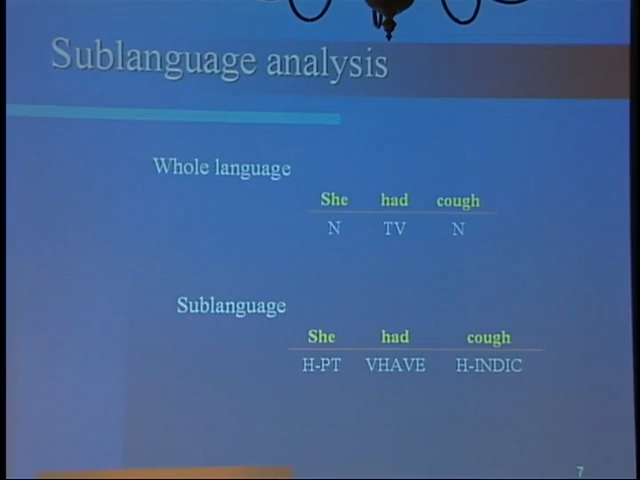 Sublanguage analysis
Whole language
She had cough
N TV N
Sublanguage
She had cough
H-PT VHAVE H-INDIC
7